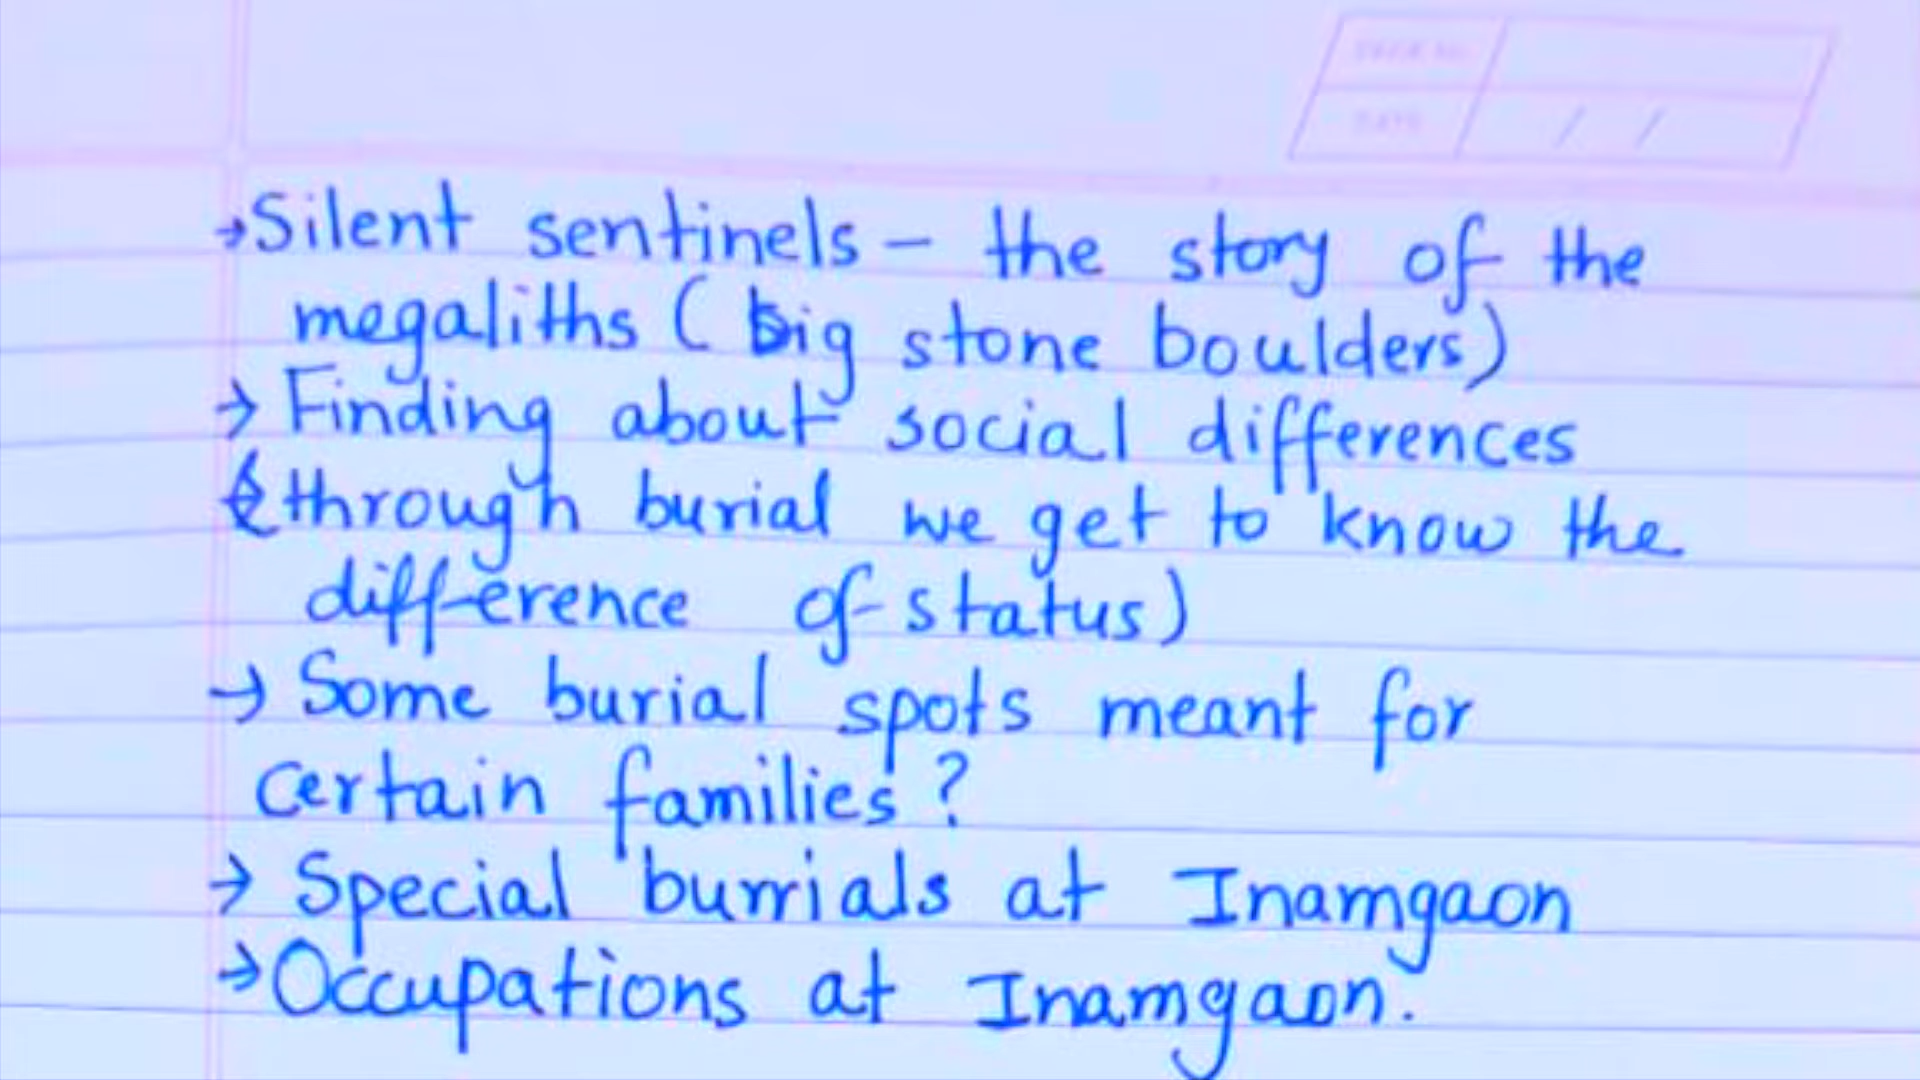 →Silent sentinels – the story of the
megaliths (big stone boulders)
→ Finding about social differences
(through burial we get to know the
difference of status)
→ Some burial spots meant for
certain families?
→ Special burrials at Inamgaon
→Occupations at Inamgaon.
DATE / /